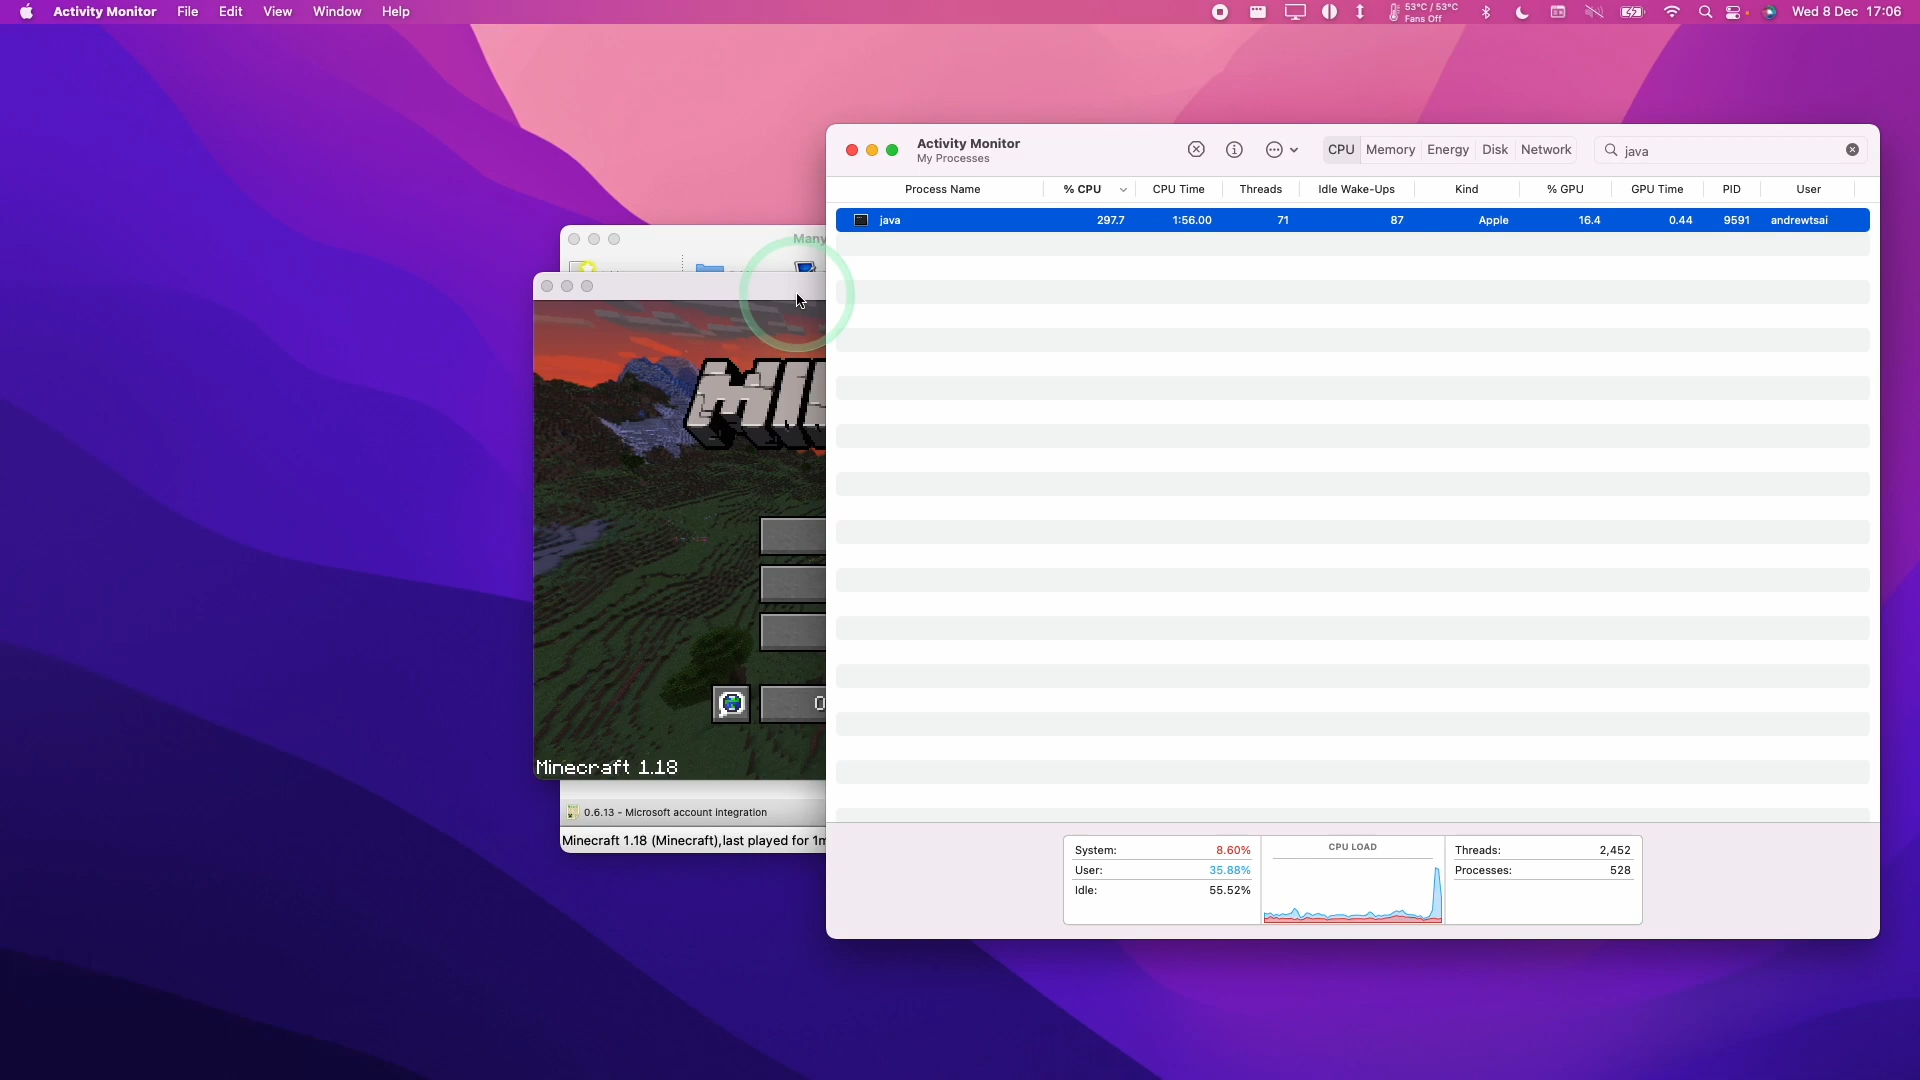 Activity Monitor File Edit View Window Help 53°C / 53°C Wed 8 Dec 17:06
Fans Off
Activity Monitor
My Processes
CPU Memory Energy Disk Network java
Process Name % CPU CPU Time Threads Idle Wake-Ups Kind % GPU GPU Time PID User
java 297.7 1:56.00 71 87 Apple 16.4 0.44 9591 andrewtsai
Many
MI
O
Minecraft 1.18
0.6.13 - Microsoft account integration
Minecraft 1.18 (Minecraft),last played for 1m
System: 8.60%
User: 35.88%
Idle: 55.52%
CPU LOAD
Threads: 2,452
Processes: 528